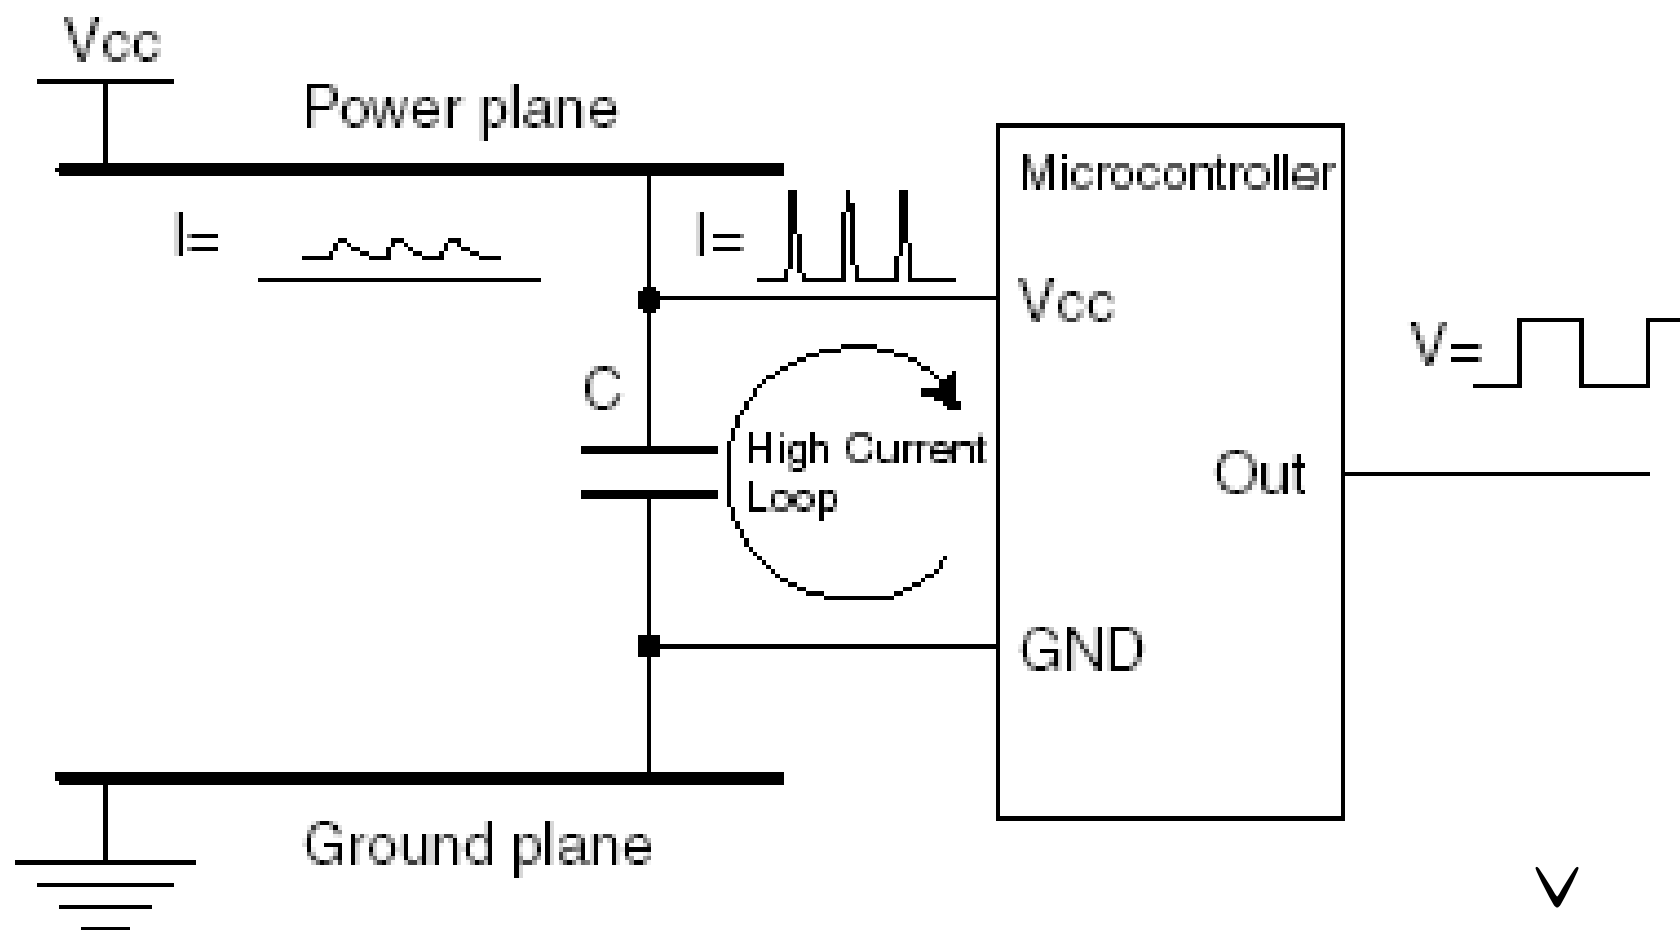 Vcc
Power plane
Microcontroller
I=
I=
Vcc
V=
C
High Current
Loop
Out
GND
Ground plane
V